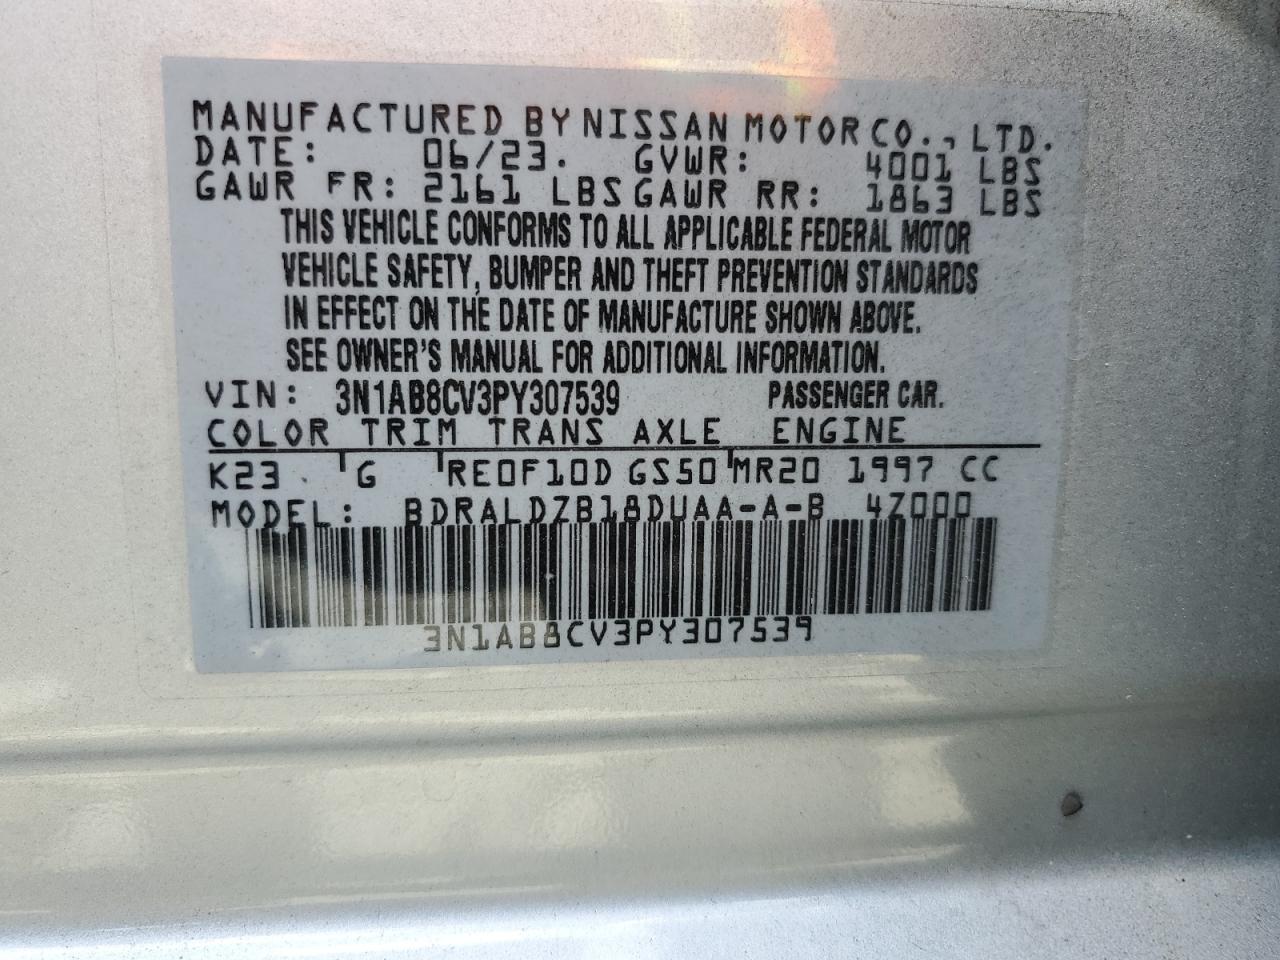 MANUFACTURED BY NISSAN MOTOR CO., LTD.
DATE: 06/23. GVWR: 4001 LBS
GAWR FR: 2161 LBS GAWR RR: 1863 LBS
THIS VEHICLE CONFORMS TO ALL APPLICABLE FEDERAL MOTOR
VEHICLE SAFETY, BUMPER AND THEFT PREVENTION STANDARDS
IN EFFECT ON THE DATE OF MANUFACTURE SHOWN ABOVE.
SEE OWNER'S MANUAL FOR ADDITIONAL INFORMATION.
VIN: 3N1AB8CV3PY307539 PASSENGER CAR.
COLOR TRIM TRANS AXLE ENGINE
K23 G RE0F10D GS50 MR20 1997 CC
MODEL: BDRALDZB18DUAA-A-B 4Z000
3N1AB8CV3PY307539